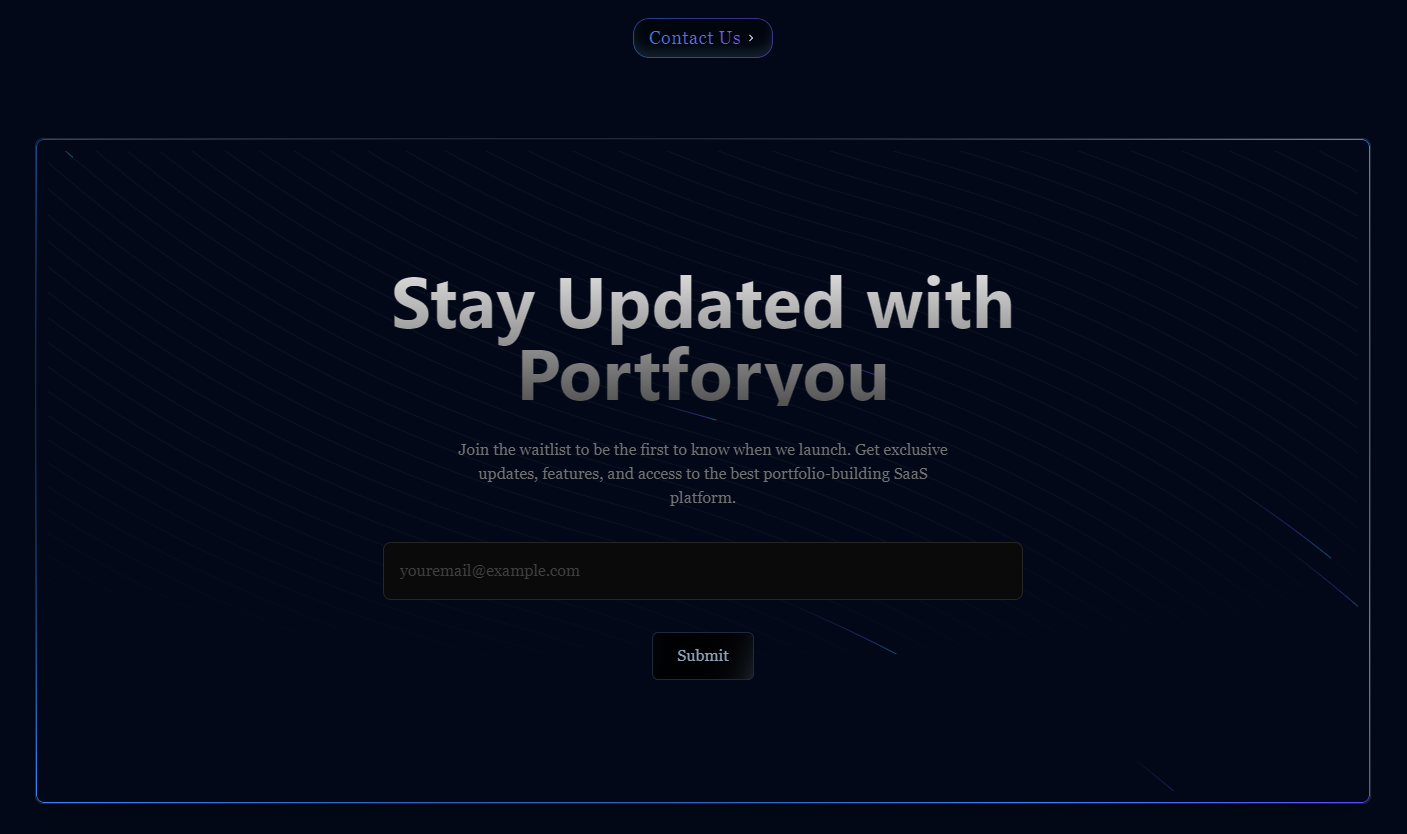 Contact Us ›
Stay Updated with
Portforyou
Join the waitlist to be the first to know when we launch. Get exclusive
updates, features, and access to the best portfolio-building SaaS
platform.
youremail@example.com
Submit